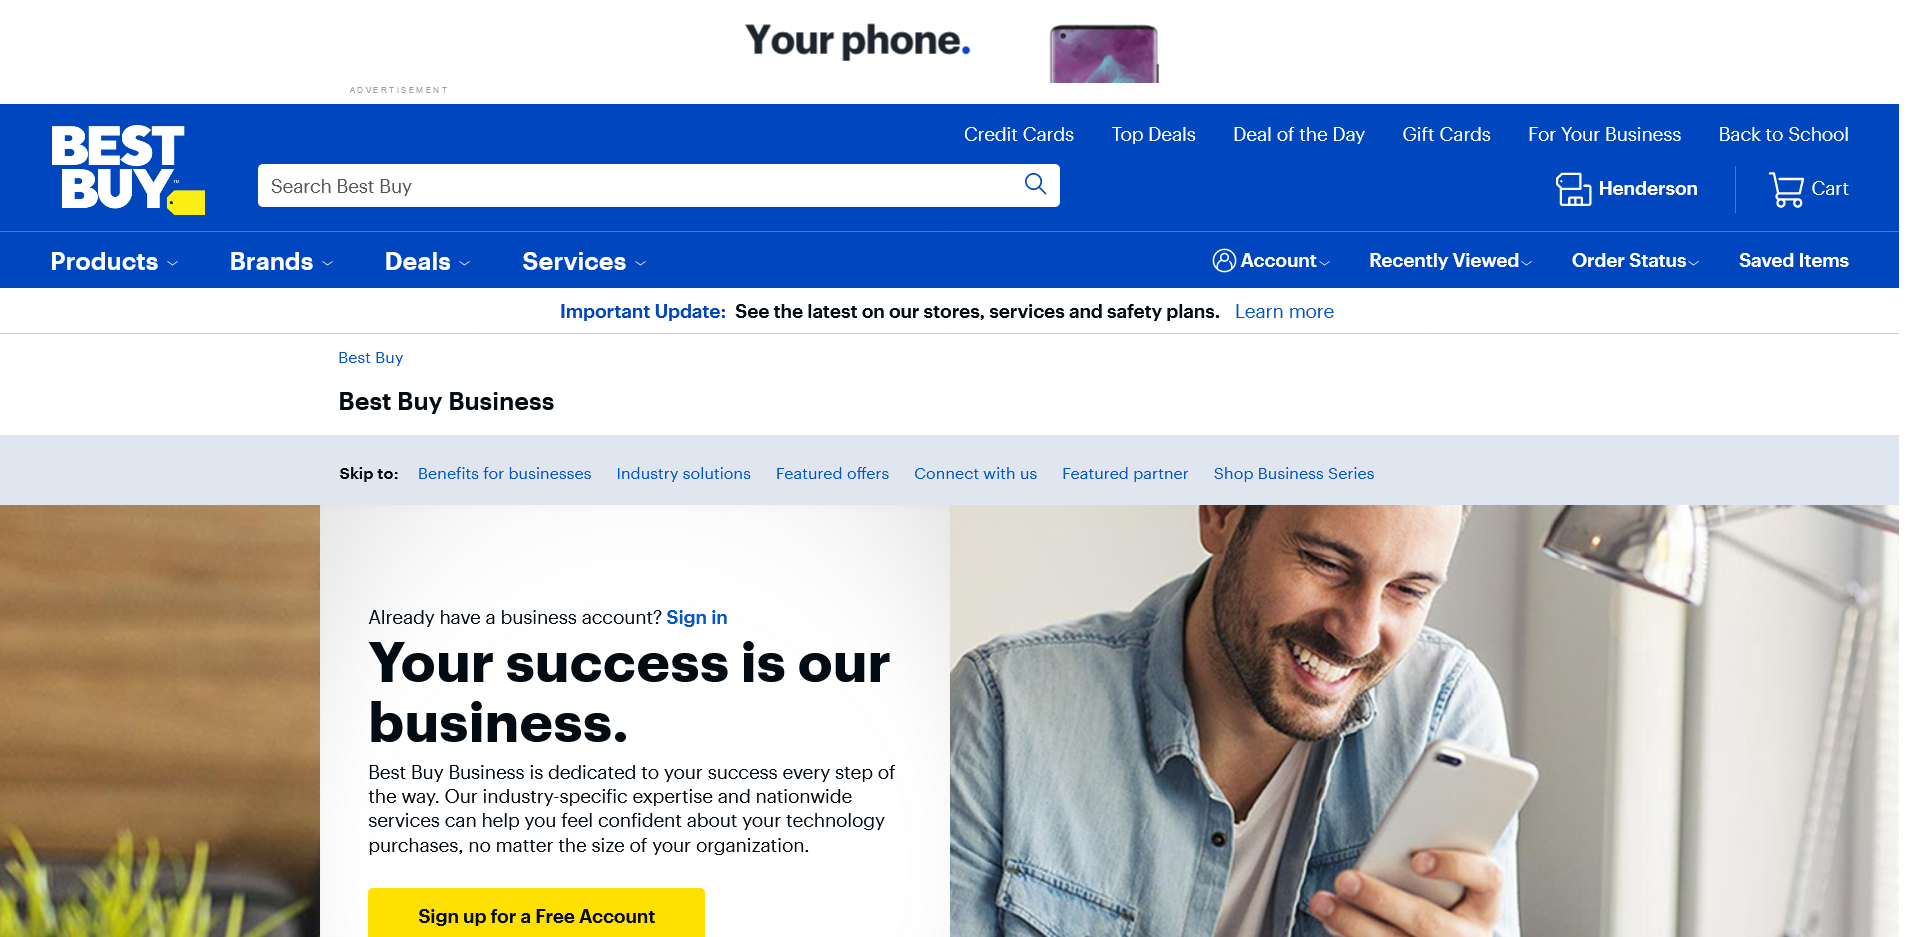 Your phone.
ADVERTISEMENT
Credit Cards Top Deals Deal of the Day Gift Cards For Your Business Back to School
BEST
BUY™
Search Best Buy
Henderson Cart
Products Brands Deals Services Account Recently Viewed Order Status Saved Items
Important Update: See the latest on our stores, services and safety plans. Learn more
Best Buy
Best Buy Business
Skip to: Benefits for businesses Industry solutions Featured offers Connect with us Featured partner Shop Business Series
Already have a business account? Sign in
Your success is our
business.
Best Buy Business is dedicated to your success every step of
the way. Our industry-specific expertise and nationwide
services can help you feel confident about your technology
purchases, no matter the size of your organization.
Sign up for a Free Account